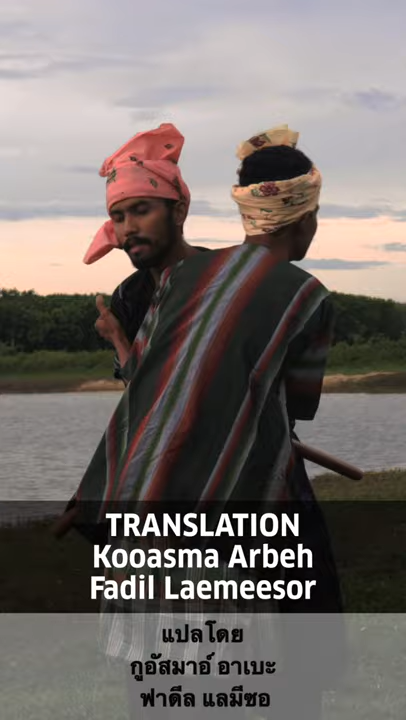 TRANSLATION
Kooasma Arbeh
Fadil Laemeesor
แปลโดย
กูอัสมาอ์ อาเบะ
ฟาดีล แลมีซอ